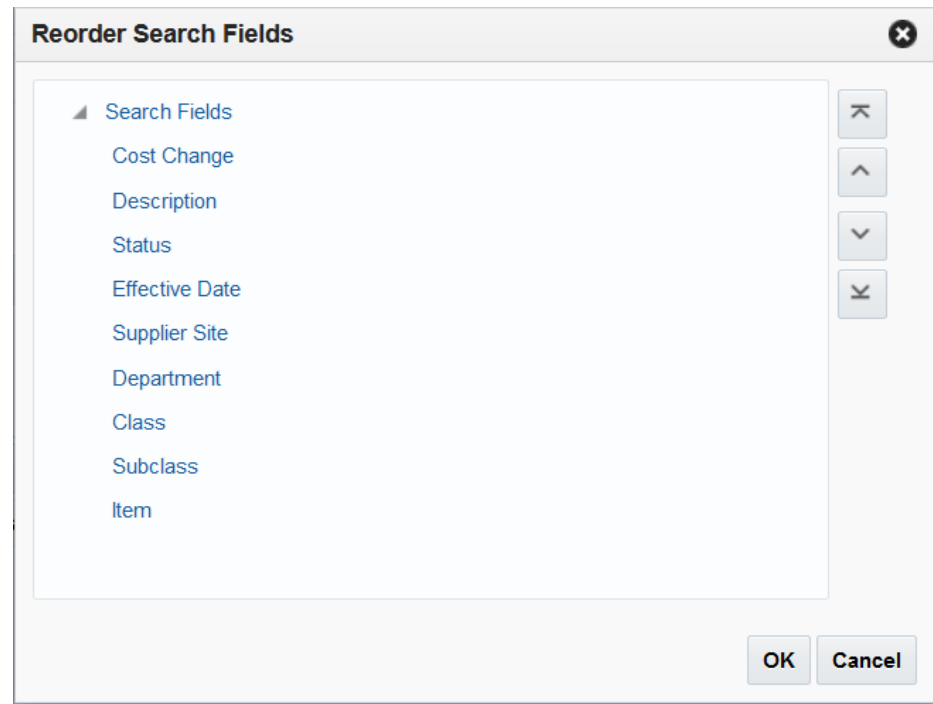 Reorder Search Fields
Search Fields
Cost Change
Description
Status
Effective Date
Supplier Site
Department
Class
Subclass
Item
OK Cancel